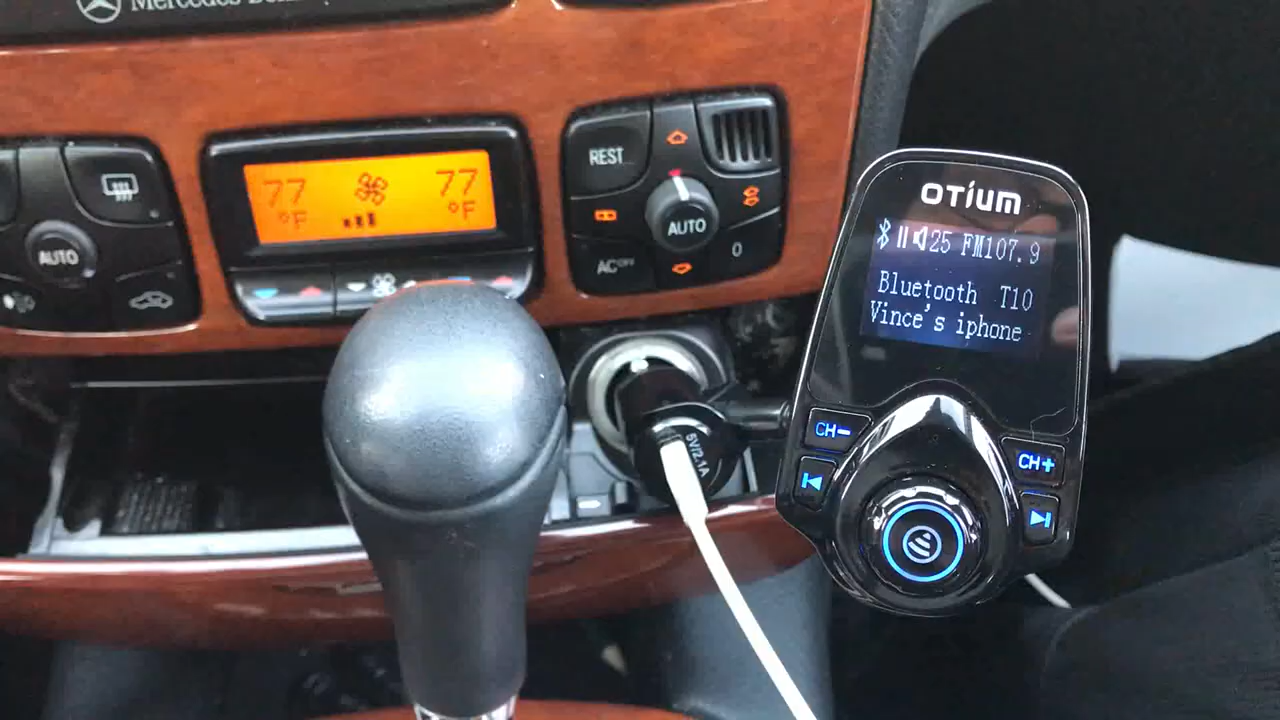 Mercedes-Benz
77 77
°F °F
AUTO
REST
AUTO
AC OFF
0
5V/2.1A
OTIUM
25 FM107.9
Bluetooth T10
Vince's iphone
CH-
CH+